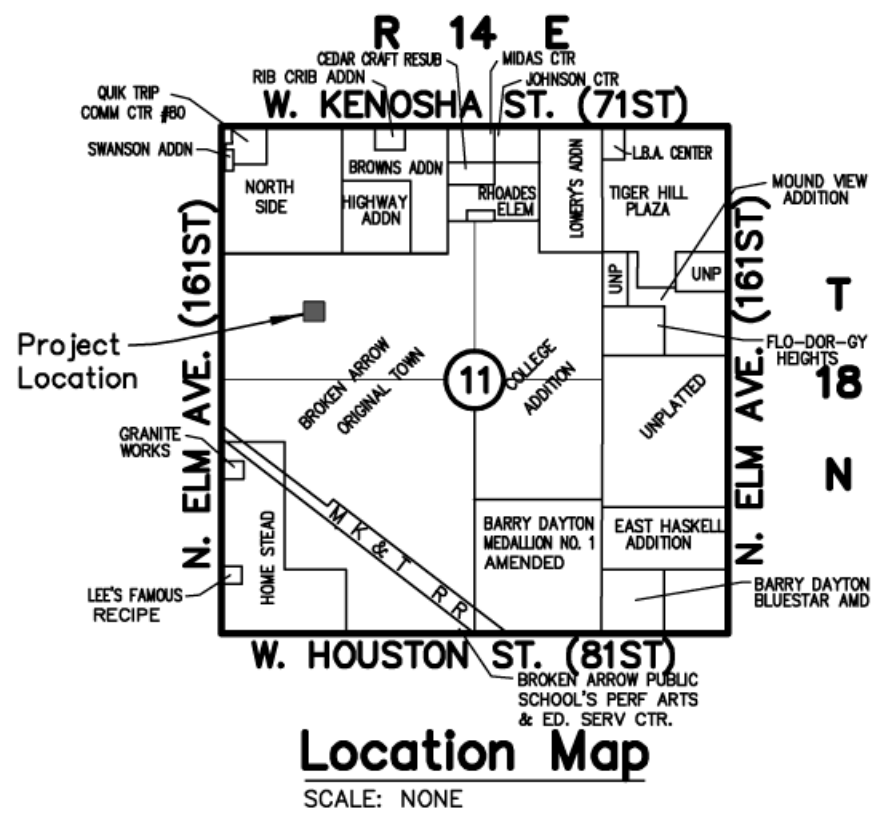 R 14 E
CEDAR CRAFT RESUB
MIDAS CTR
RIB CRIB ADDN
JOHNSON CTR
QUIK TRIP
COMM CTR #80
W. KENOSHA ST. (71ST)
SWANSON ADDN
NORTH
SIDE
BROWNS ADDN
HIGHWAY
ADDN
RHOADES
ELEM
LOWERY'S ADDN
L.B.A. CENTER
TIGER HILL
PLAZA
MOUND VIEW
ADDITION
UNP
UNP
N. ELM AVE. (161ST)
Project
Location
BROKEN ARROW
ORIGINAL TOWN
11
COLLEGE
ADDITION
FLO-DOR-GY
HEIGHTS
UNPLATTED
N. ELM AVE. (161ST)
T
18
N
GRANITE
WORKS
HOME STEAD
MK&T RR
BARRY DAYTON
MEDALLION NO. 1
AMENDED
EAST HASKELL
ADDITION
LEE'S FAMOUS
RECIPE
BARRY DAYTON
BLUESTAR AMD
W. HOUSTON ST. (81ST)
BROKEN ARROW PUBLIC
SCHOOL'S PERF ARTS
& ED. SERV CTR.
Location Map
SCALE: NONE